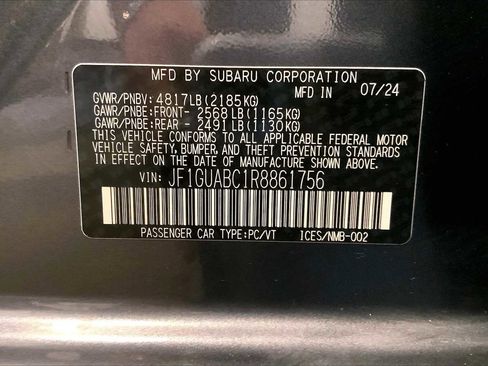 MFD BY SUBARU CORPORATION
MFD IN 07/24
GVWR/PNBV: 4817LB(2185KG)
GAWR/PNBE:FRONT- 2568LB(1165KG)
GAWR/PNBE:REAR - 2491LB(1130KG)
THIS VEHICLE CONFORMS TO ALL APPLICABLE FEDERAL MOTOR
VEHICLE SAFETY, BUMPER, AND THEFT PREVENTION STANDARDS
IN EFFECT ON THE DATE OF MANUFACTURE SHOWN ABOVE.
VIN: JF1GUABC1R8861756
PASSENGER CAR TYPE:PC/VT ICES/NMB-002